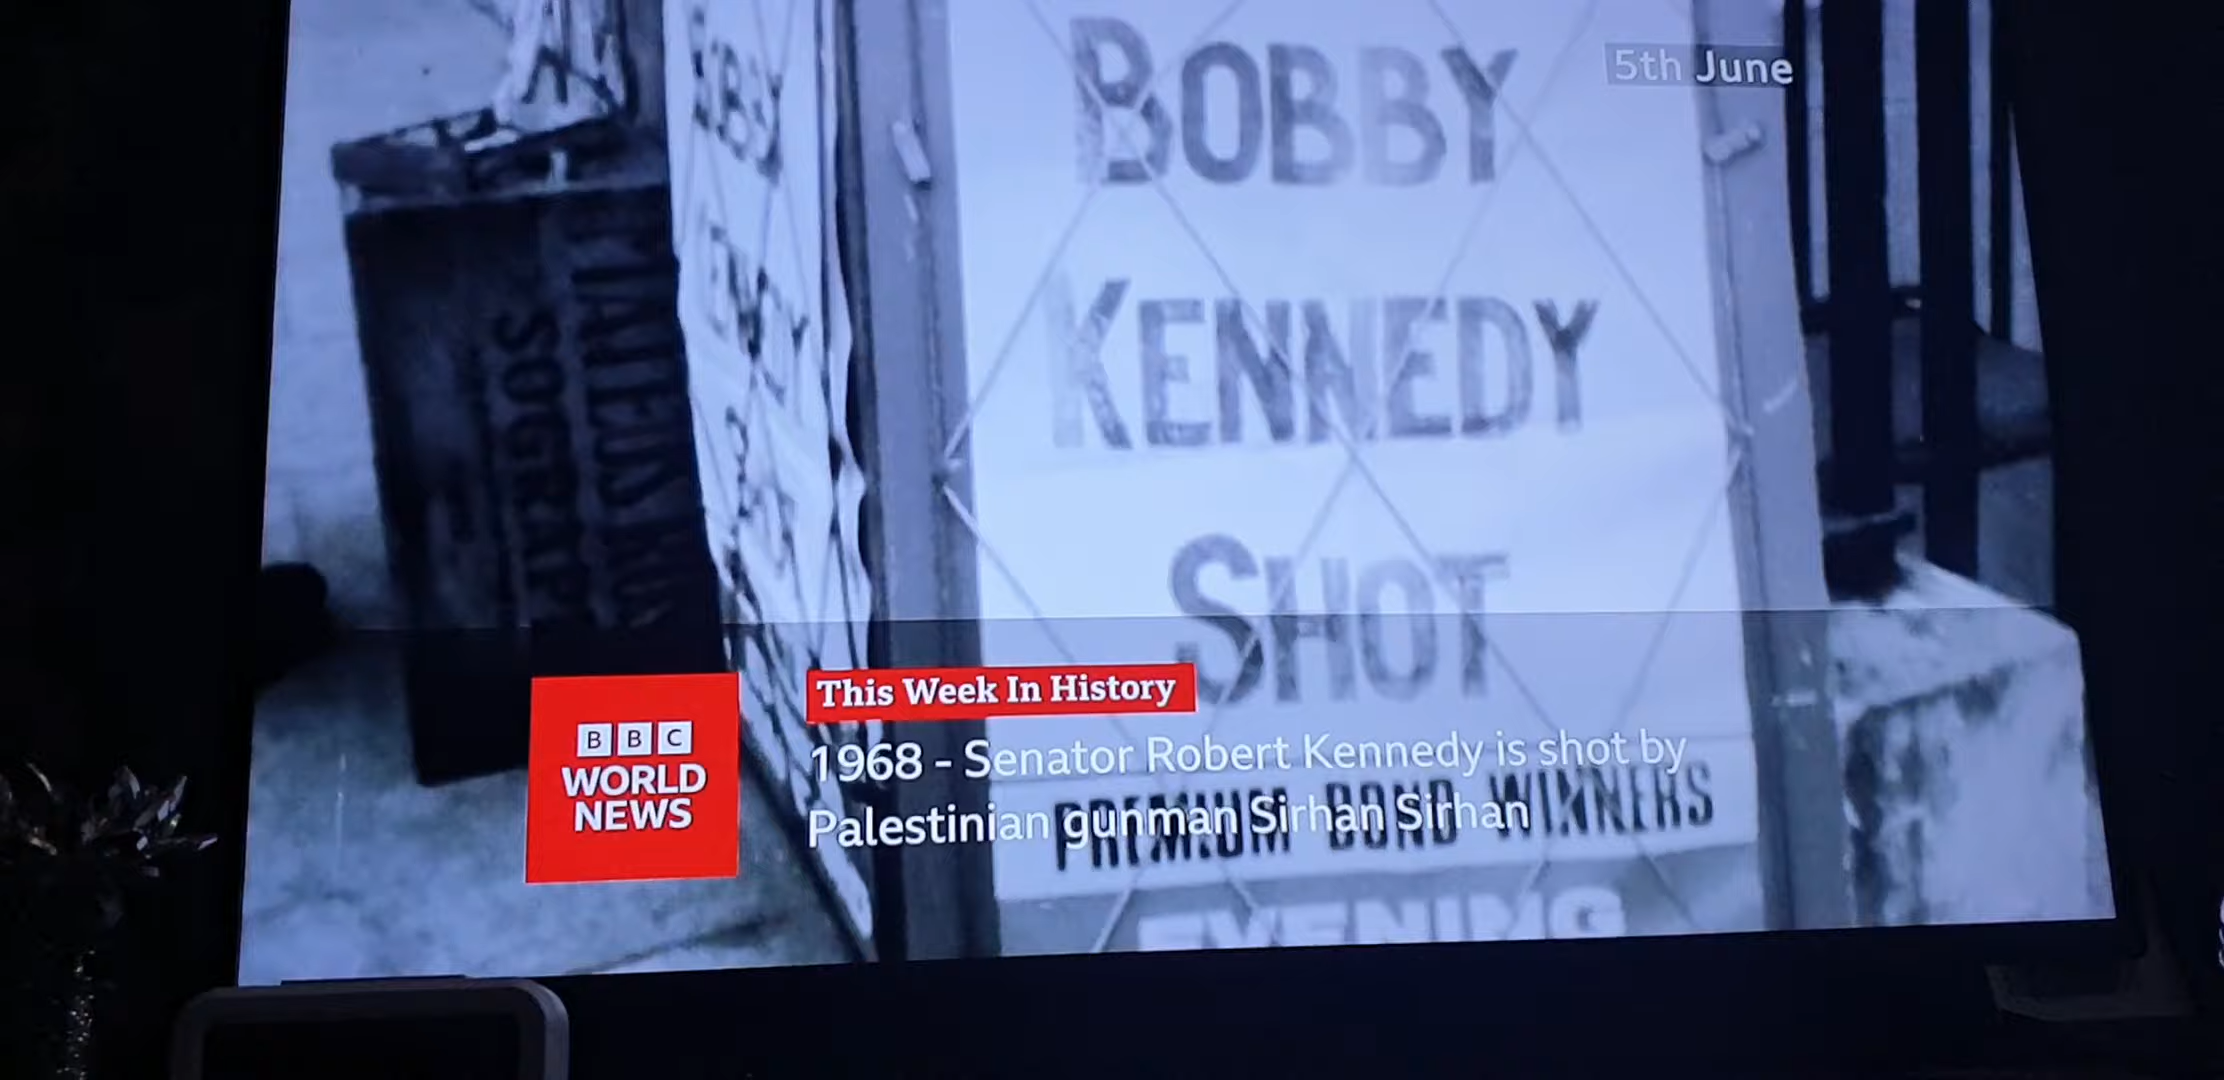 5th June
BOBBY
KENNEDY
SHOT
BBC
WORLD
NEWS
This Week In History
1968 - Senator Robert Kennedy is shot by
Palestinian gunman Sirhan Sirhan
PREMIUM BOND WINNERS
EVENING